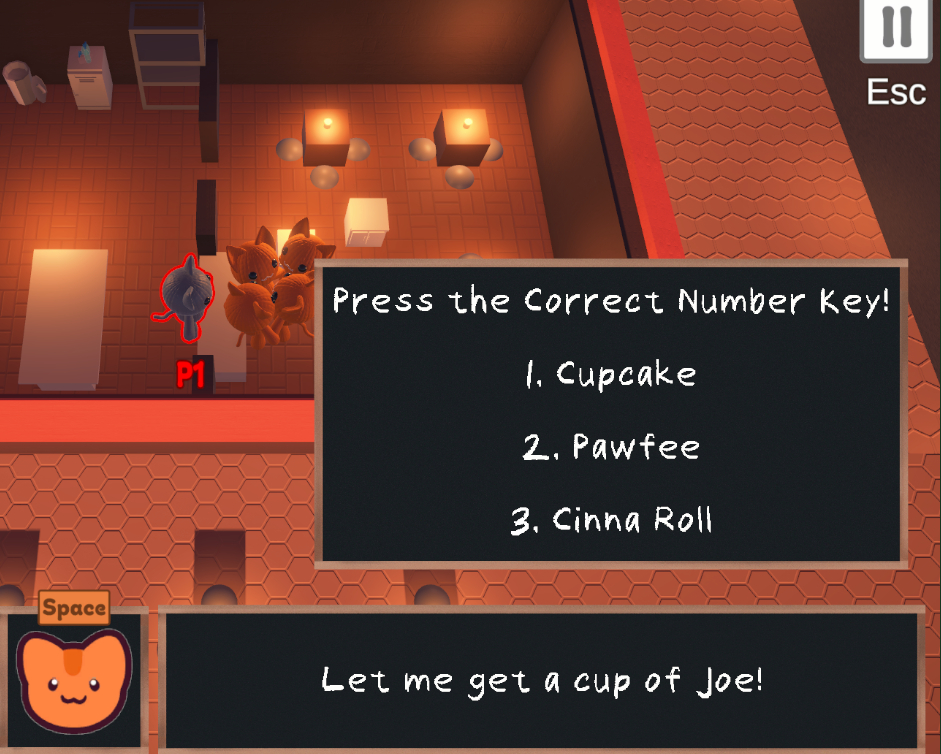 Esc
P1
Press the Correct Number Key!
1. Cupcake
2. Pawfee
3. Cinna Roll
Space
Let me get a cup of Joe!